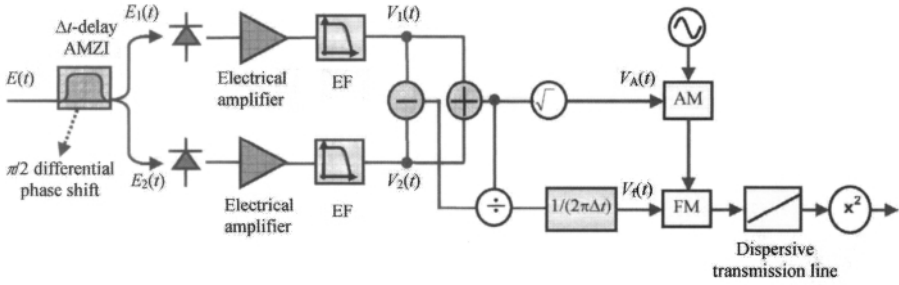 Δt-delay
AMZI
E(t)
π/2 differential
phase shift
E1(t)
E2(t)
Electrical
amplifier
EF
Electrical
amplifier
EF
V1(t)
V2(t)
−
+
√
÷
1/(2πΔt)
VA(t)
Vf(t)
AM
FM
Dispersive
transmission line
x²